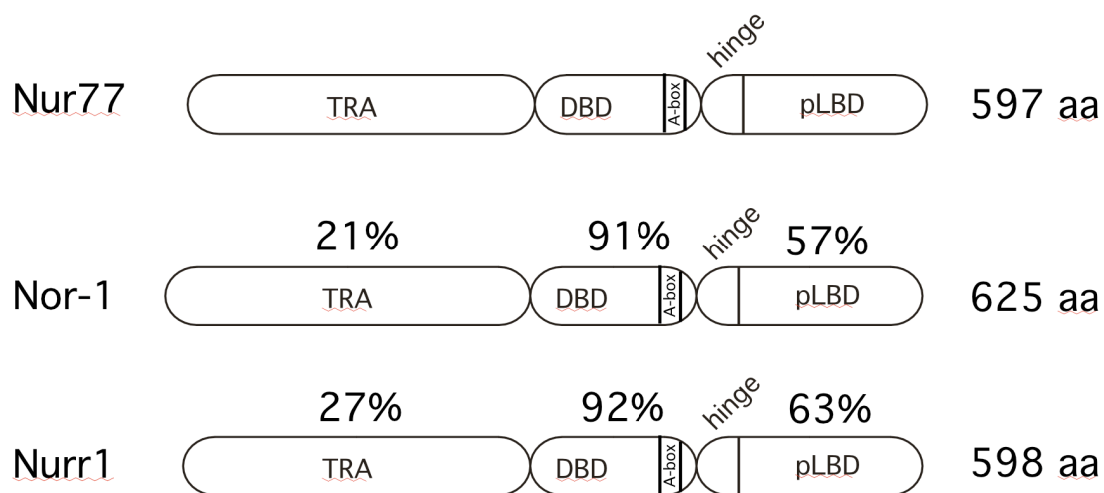 hinge
Nur77 TRA DBD A-box pLBD 597 aa
21% 91% hinge 57%
Nor-1 TRA DBD A-box pLBD 625 aa
27% 92% hinge 63%
Nurr1 TRA DBD A-box pLBD 598 aa